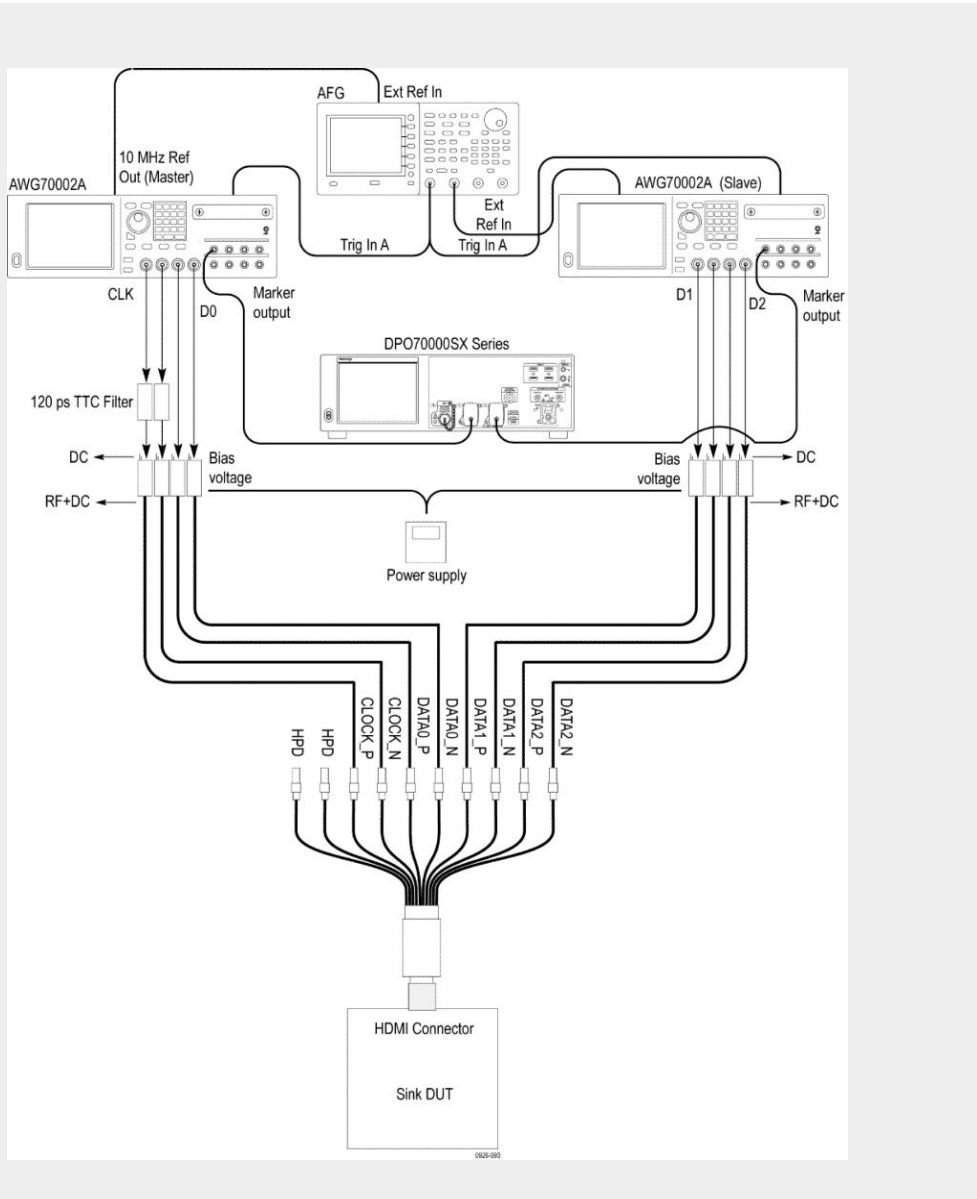 AFG
Ext Ref In
10 MHz Ref
Out (Master)
AWG70002A
AWG70002A (Slave)
Ext
Ref In
Trig In A
Trig In A
CLK
D0
Marker
output
D1
D2
Marker
output
DPO70000SX Series
120 ps TTC Filter
DC
Bias
voltage
Bias
voltage
DC
RF+DC
RF+DC
Power supply
HPD
HPD
CLOCK_P
CLOCK_N
DATA0_P
DATA0_N
DATA1_P
DATA1_N
DATA2_P
DATA2_N
HDMI Connector
Sink DUT
0926-093